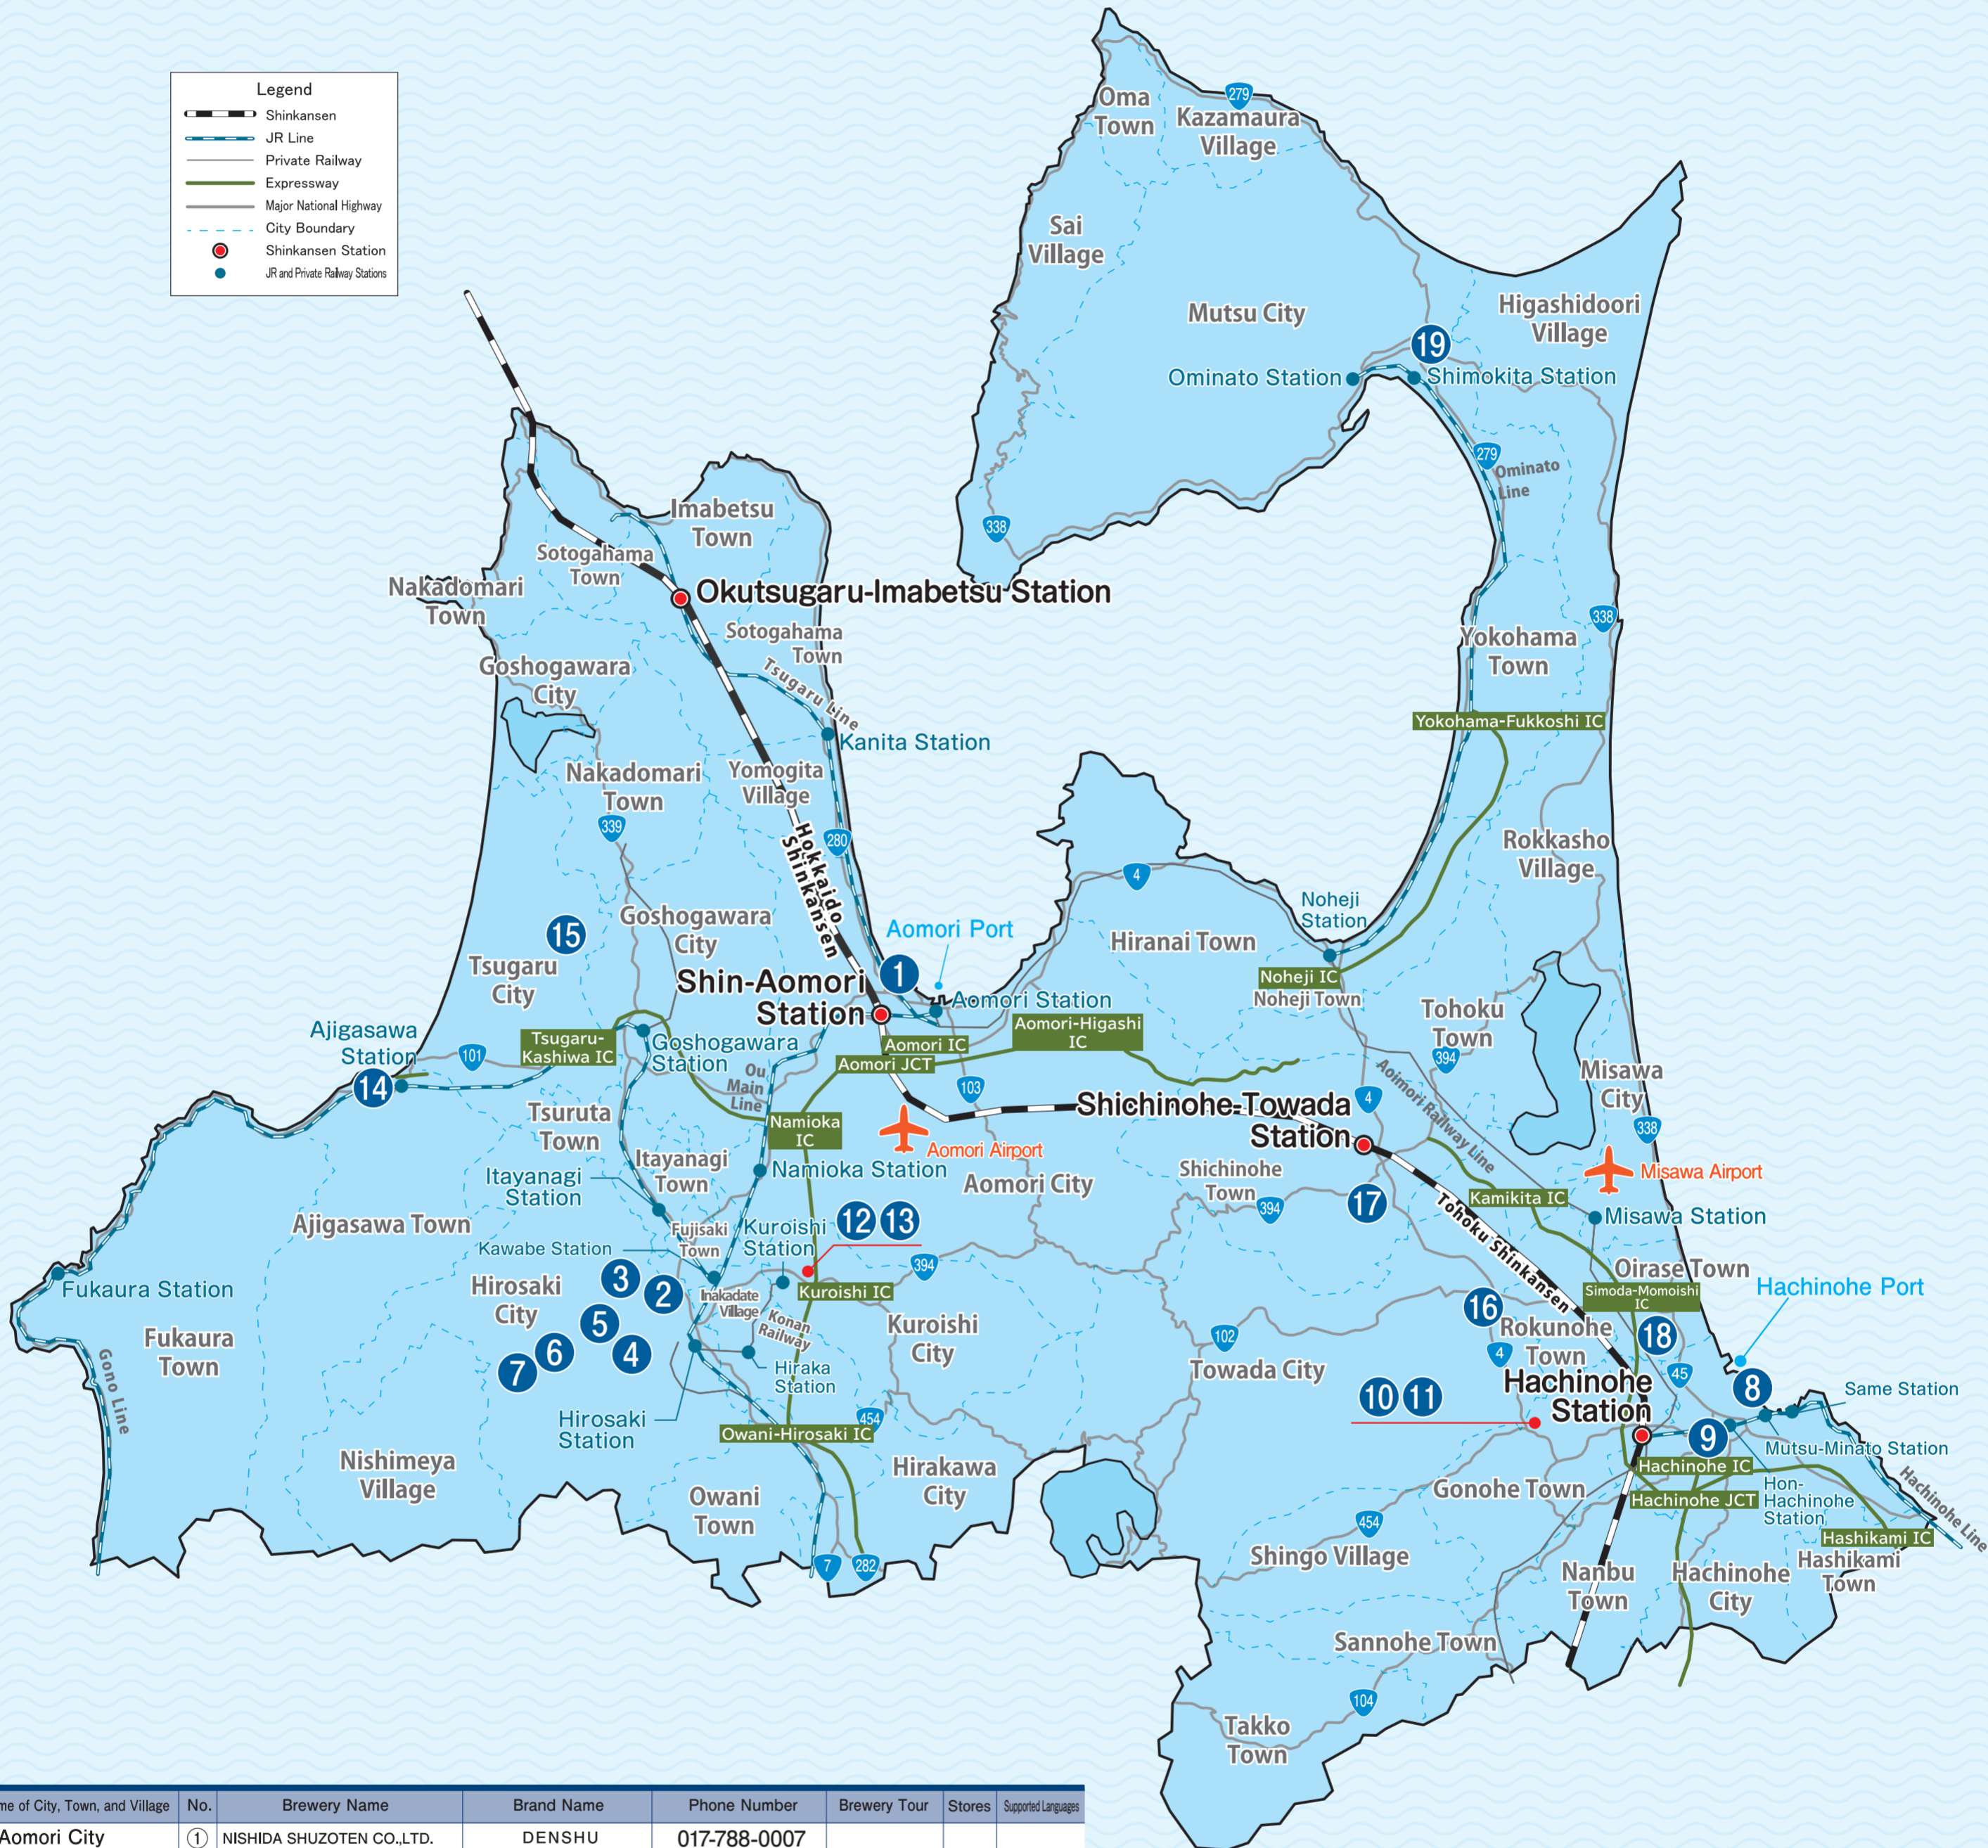 Legend
Shinkansen
JR Line
Private Railway
Expressway
Major National Highway
City Boundary
Shinkansen Station
JR and Private Railway Stations
Oma
Town
279
Kazamaura
Village
Sai
Village
Mutsu City
Higashidoori
Village
19
Ominato Station
Shimokita Station
279
Ominato
Line
338
Imabetsu
Town
Sotogahama
Town
Nakadomari
Town
Okutsugaru-Imabetsu Station
338
Sotogahama
Town
Yokohama
Town
Goshogawara
City
Tsugaru Line
Yokohama-Fukkoshi IC
Kanita Station
Nakadomari
Town
Yomogita
Village
339
280
Hokkaido
Shinkansen
Rokkasho
Village
4
Noheji
Station
Goshogawara
City
15
Aomori Port
Hiranai Town
Tsugaru
City
1
Shin-Aomori
Station
Noheji IC
Noheji Town
Aomori Station
Tohoku
Town
Ajigasawa
Station
101
Tsugaru-
Kashiwa IC
Goshogawara
Station
Aomori IC
Aomori-Higashi
IC
Aomori JCT
394
14
Ou
Main
Line
103
Misawa
City
Tsuruta
Town
Shichinohe-Towada
Station
4
Aoimori Railway Line
338
Namioka
IC
Aomori Airport
Itayanagi
Town
Namioka Station
Itayanagi
Station
Shichinohe
Town
Misawa Airport
Aomori City
17
Kamikita IC
394
Misawa Station
Ajigasawa Town
Fujisaki
Town
Kuroishi
Station
12
13
Tohoku Shinkansen
Kawabe Station
394
Oirase Town
Fukaura Station
Hirosaki
City
3
2
Inakadate
Village
Kuroishi IC
Simoda-Momoishi
IC
Hachinohe Port
16
5
Konan
Railway
Kuroishi
City
Rokunohe
Town
18
Fukaura
Town
6
4
102
4
7
Hiraka
Station
Towada City
45
Gono Line
Hachinohe
Station
8
Same Station
10
11
Hirosaki
Station
454
Owani-Hirosaki IC
9
Mutsu-Minato Station
Nishimeya
Village
Hirakawa
City
Hachinohe IC
Gonohe Town
Hachinohe JCT
Hon-
Hachinohe
Station
Hachinohe Line
Owani
Town
454
Hashikami IC
Shingo Village
7
282
Nanbu
Town
Hachinohe
City
Hashikami
Town
Sannohe Town
104
Takko
Town
me of City, Town, and Village No. Brewery Name Brand Name Phone Number Brewery Tour Stores Supported Languages
Aomori City ① NISHIDA SHUZOTEN CO.,LTD. DENSHU 017-788-0007